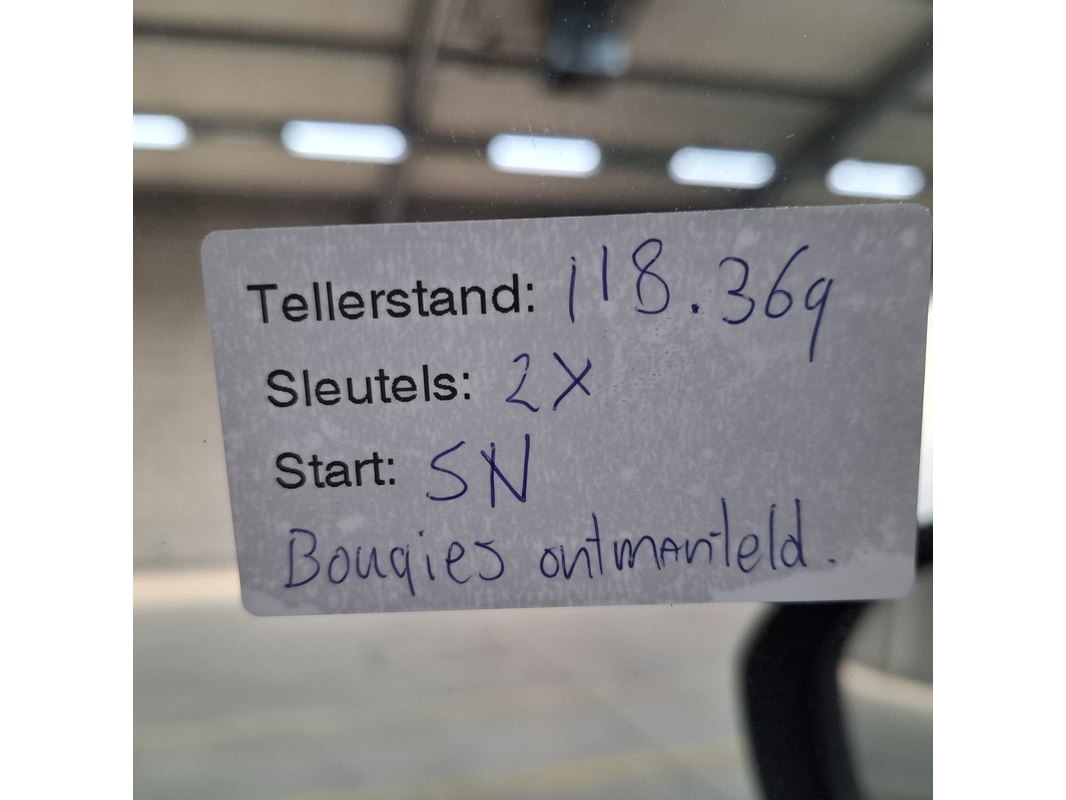 Tellerstand: 118.369
Sleutels: 2X
Start: SN
Bougies ontmanteld.